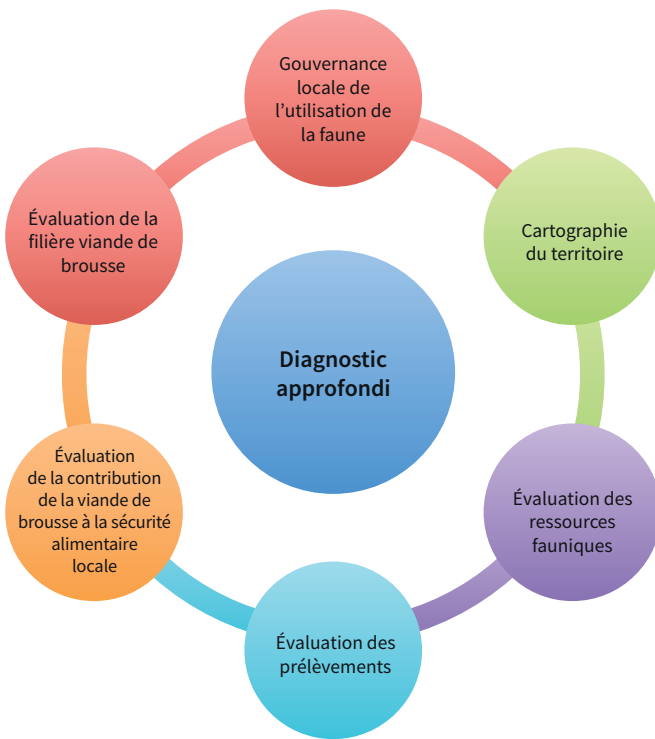 Gouvernance
locale de
l’utilisation de
la faune
Cartographie
du territoire
Évaluation des
ressources
fauniques
Évaluation des
prélèvements
Évaluation
de la contribution
de la viande de
brousse à la sécurité
alimentaire
locale
Évaluation de la
filière viande de
brousse
Diagnostic
approfondi